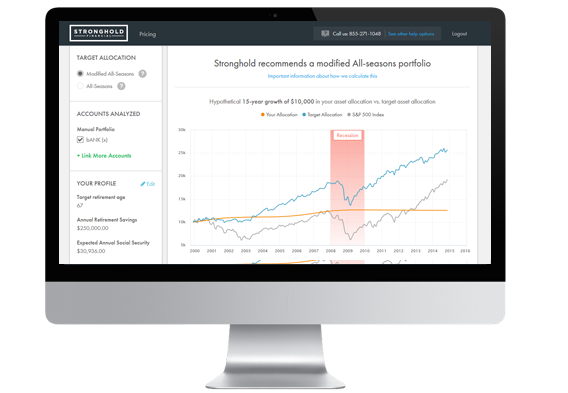 STRONGHOLD
FINANCIAL
Pricing
Call us: 855-271-1048
See other help options.
Logout
TARGET ALLOCATION
Modified All-Seasons ?
All-Seasons ?
ACCOUNTS ANALYZED
Manual Portfolio
bANK (x)
+ Link More Accounts
YOUR PROFILE
Edit
Target retirement age
67
Annual Retirement Savings
$250,000.00
Expected Annual Social Security
$30,936.00
Stronghold recommends a modified All-seasons portfolio
Important information about how we calculate this
Hypothetical 15-year growth of $10,000 in your asset allocation vs. target asset allocation
Your Allocation Target Allocation S&P 500 Index
Recession
30k
25k
20k
15k
10k
5k
2000 2001 2002 2003 2004 2005 2006 2007 2008 2009 2010 2011 2012 2013 2014 2015 2016